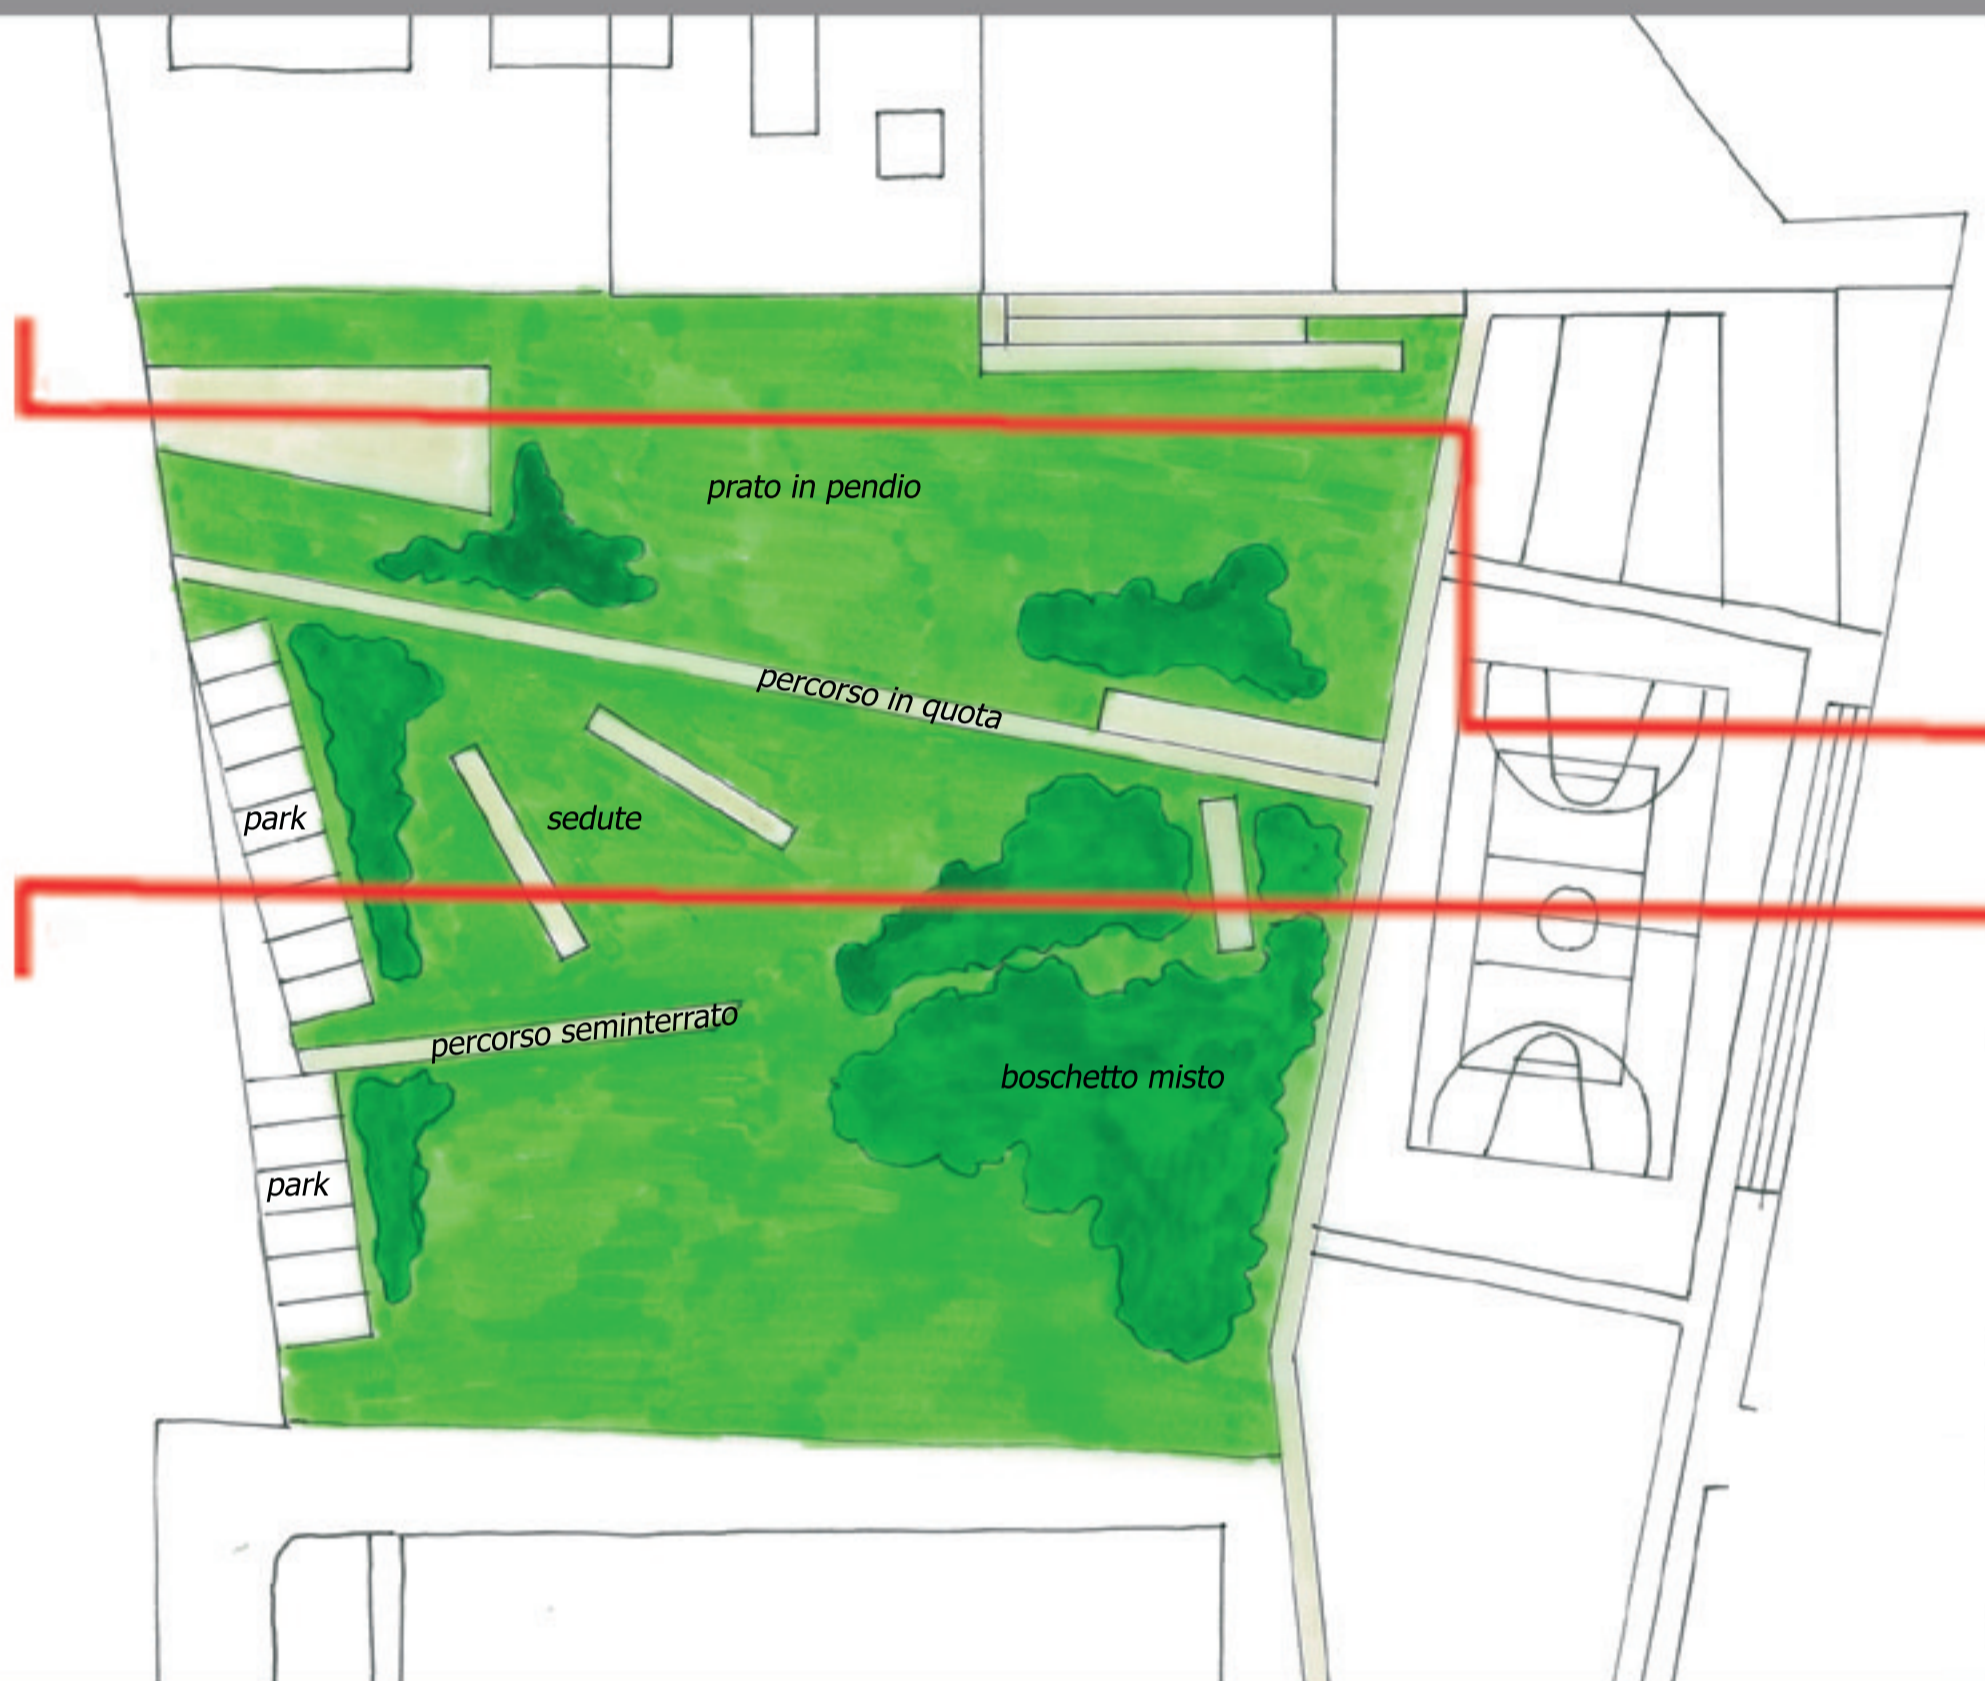 prato in pendio
percorso in quota
sedute
park
percorso seminterrato
boschetto misto
park